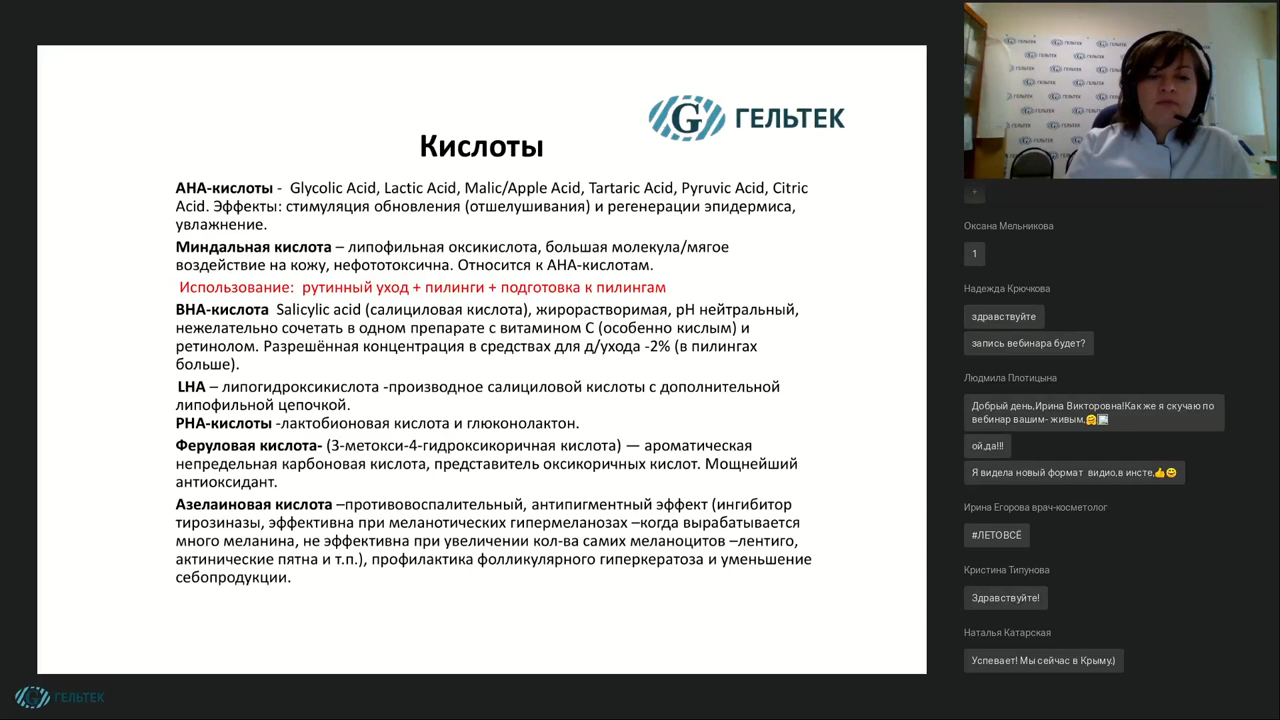 ГЕЛЬТЕК
Кислоты
АНА-кислоты - Glycolic Acid, Lactic Acid, Malic/Apple Acid, Tartaric Acid, Pyruvic Acid, Citric
Acid. Эффекты: стимуляция обновления (отшелушивания) и регенерации эпидермиса,
увлажнение.
Миндальная кислота – липофильная оксикислота, большая молекула/мягое
воздействие на кожу, нефототоксична. Относится к АНА-кислотам.
Использование: рутинный уход + пилинги + подготовка к пилингам
ВНА-кислота Salicylic acid (салициловая кислота), жирорастворимая, pH нейтральный,
нежелательно сочетать в одном препарате с витамином С (особенно кислым) и
ретинолом. Разрешённая концентрация в средствах для д/ухода -2% (в пилингах
больше).
LHA – липогидроксикислота -производное салициловой кислоты с дополнительной
липофильной цепочкой.
РНА-кислоты -лактобионовая кислота и глюконолактон.
Феруловая кислота- (3-метокси-4-гидроксикоричная кислота) — ароматическая
непредельная карбоновая кислота, представитель оксикоричных кислот. Мощнейший
антиоксидант.
Азелаиновая кислота –противовоспалительный, антипигментный эффект (ингибитор
тирозиназы, эффективна при меланотических гипермеланозах –когда вырабатывается
много меланина, не эффективна при увеличении кол-ва самих меланоцитов –лентиго,
актинические пятна и т.п.), профилактика фолликулярного гиперкератоза и уменьшение
себопродукции.
ГЕЛЬТЕК
+
Оксана Мельникова
1
Надежда Крючкова
здравствуйте
запись вебинара будет?
Людмила Плотицына
Добрый день,Ирина Викторовна!Как же я скучаю по
вебинар вашим- живым,🤗
ой,да!!!
Я видела новый формат видио,в инсте,👍😊
Ирина Егорова врач-косметолог
#ЛЕТОВСЁ
Кристина Типунова
Здравствуйте!
Наталья Катарская
Успевает! Мы сейчас в Крыму.)